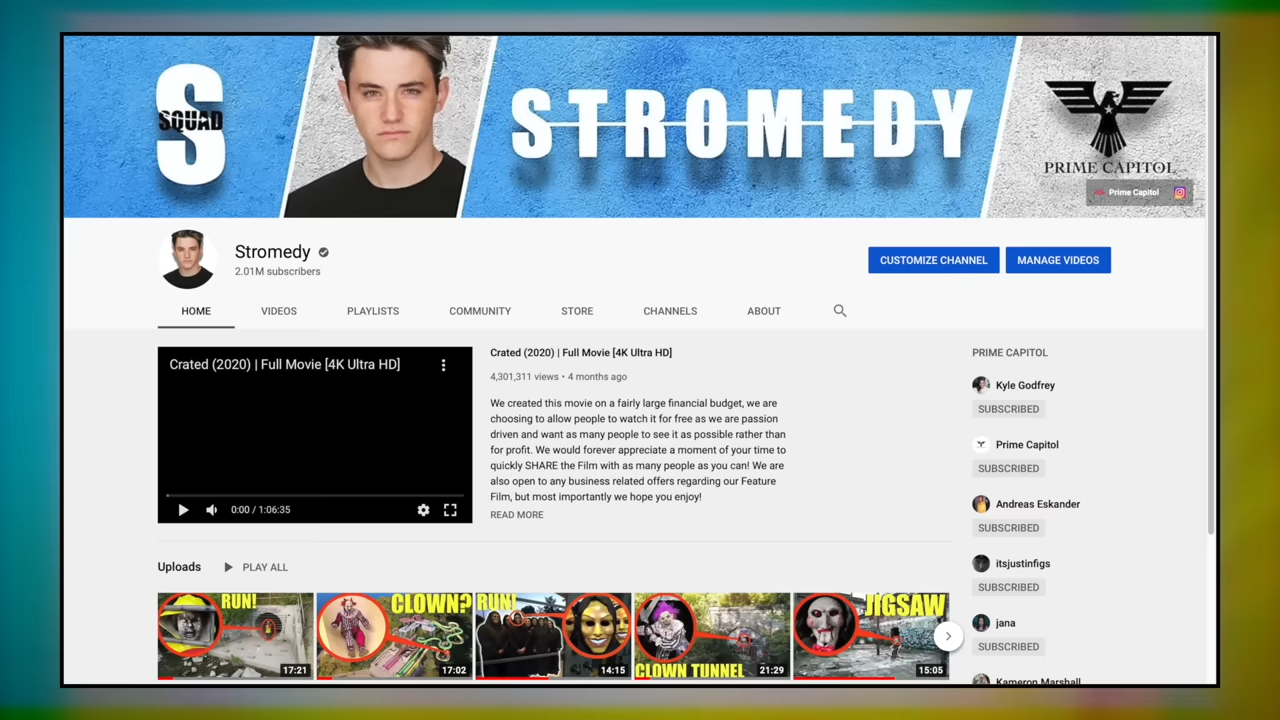 S
SQUAD
STROMEDY
PRIME CAPITOL
Prime Capitol
Stromedy
2.01M subscribers
CUSTOMIZE CHANNEL
MANAGE VIDEOS
HOME
VIDEOS
PLAYLISTS
COMMUNITY
STORE
CHANNELS
ABOUT
Crated (2020) | Full Movie [4K Ultra HD]
0:00 / 1:06:35
Crated (2020) | Full Movie [4K Ultra HD]
4,301,311 views • 4 months ago
We created this movie on a fairly large financial budget, we are
choosing to allow people to watch it for free as we are passion
driven and want as many people to see it as possible rather than
for profit. We would forever appreciate a moment of your time to
quickly SHARE the Film with as many people as you can! We are
also open to any business related offers regarding our Feature
Film, but most importantly we hope you enjoy!
READ MORE
PRIME CAPITOL
Kyle Godfrey
SUBSCRIBED
Prime Capitol
SUBSCRIBED
Andreas Eskander
SUBSCRIBED
itsjustinfigs
SUBSCRIBED
jana
SUBSCRIBED
Kameron Marshall
Uploads
PLAY ALL
RUN!
17:21
CLOWN?
17:02
RUN!
14:15
CLOWN TUNNEL
21:29
JIGSAW
15:05